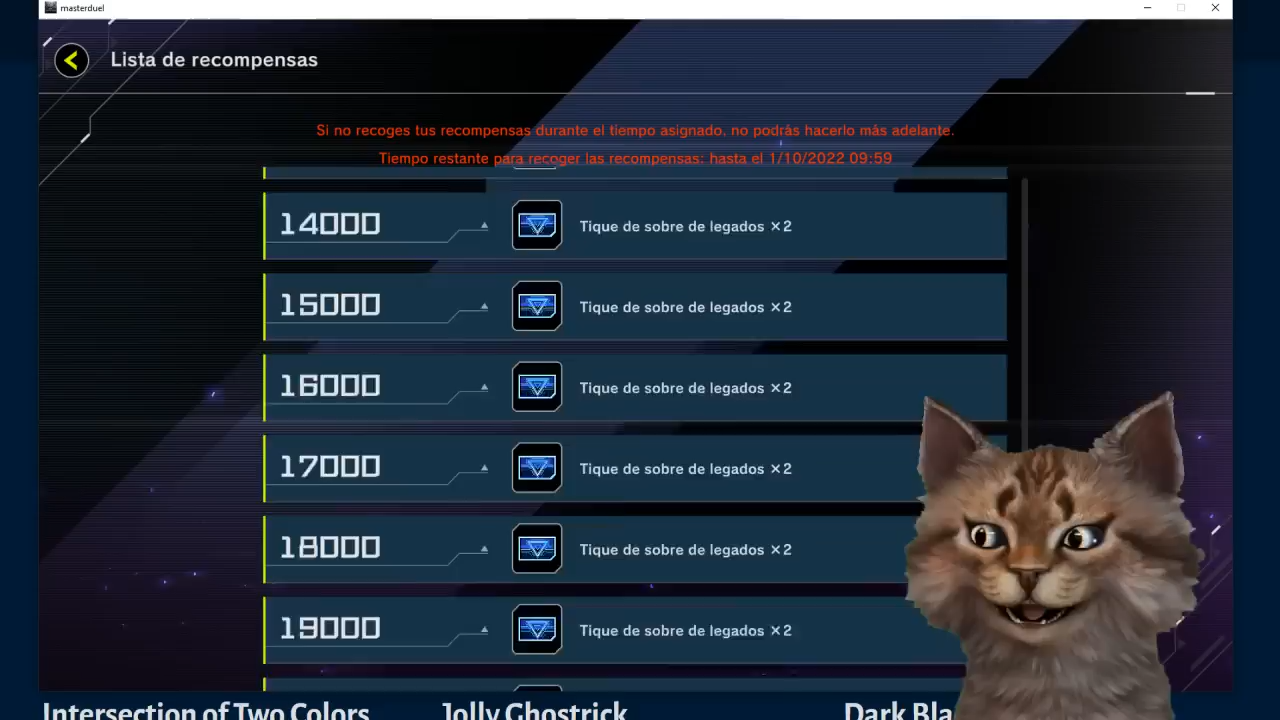 masterduel
Lista de recompensas
Si no recoges tus recompensas durante el tiempo asignado, no podrás hacerlo más adelante.
Tiempo restante para recoger las recompensas: hasta el 1/10/2022 09:59
14000 Tique de sobre de legados ×2
15000 Tique de sobre de legados ×2
16000 Tique de sobre de legados ×2
17000 Tique de sobre de legados ×2
18000 Tique de sobre de legados ×2
19000 Tique de sobre de legados ×2
Intersection of Two Colors Jolly Ghostrick Dark